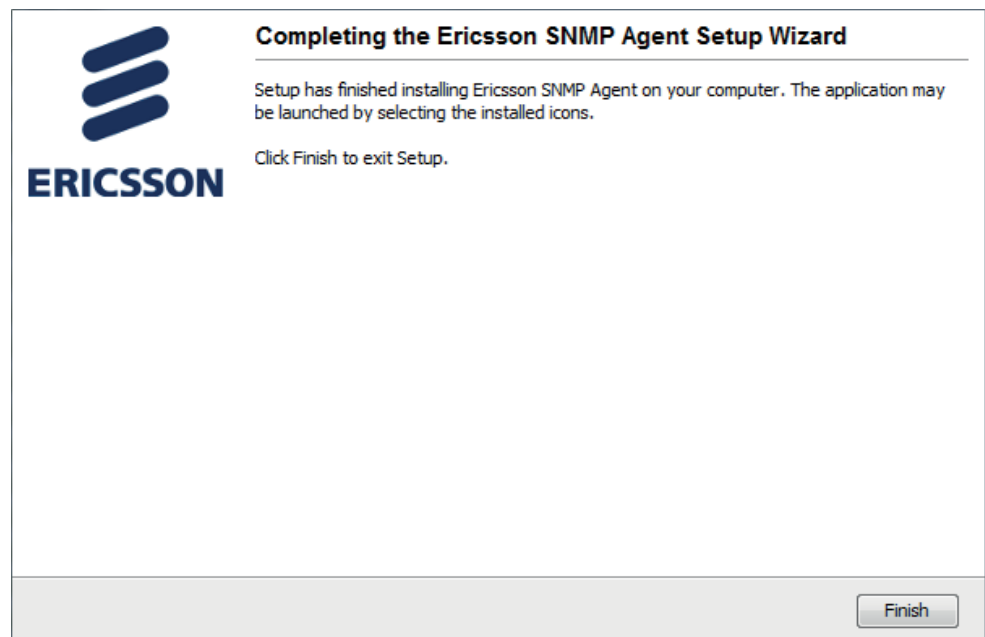 Completing the Ericsson SNMP Agent Setup Wizard
Setup has finished installing Ericsson SNMP Agent on your computer. The application may
be launched by selecting the installed icons.
Click Finish to exit Setup.
ERICSSON
Finish